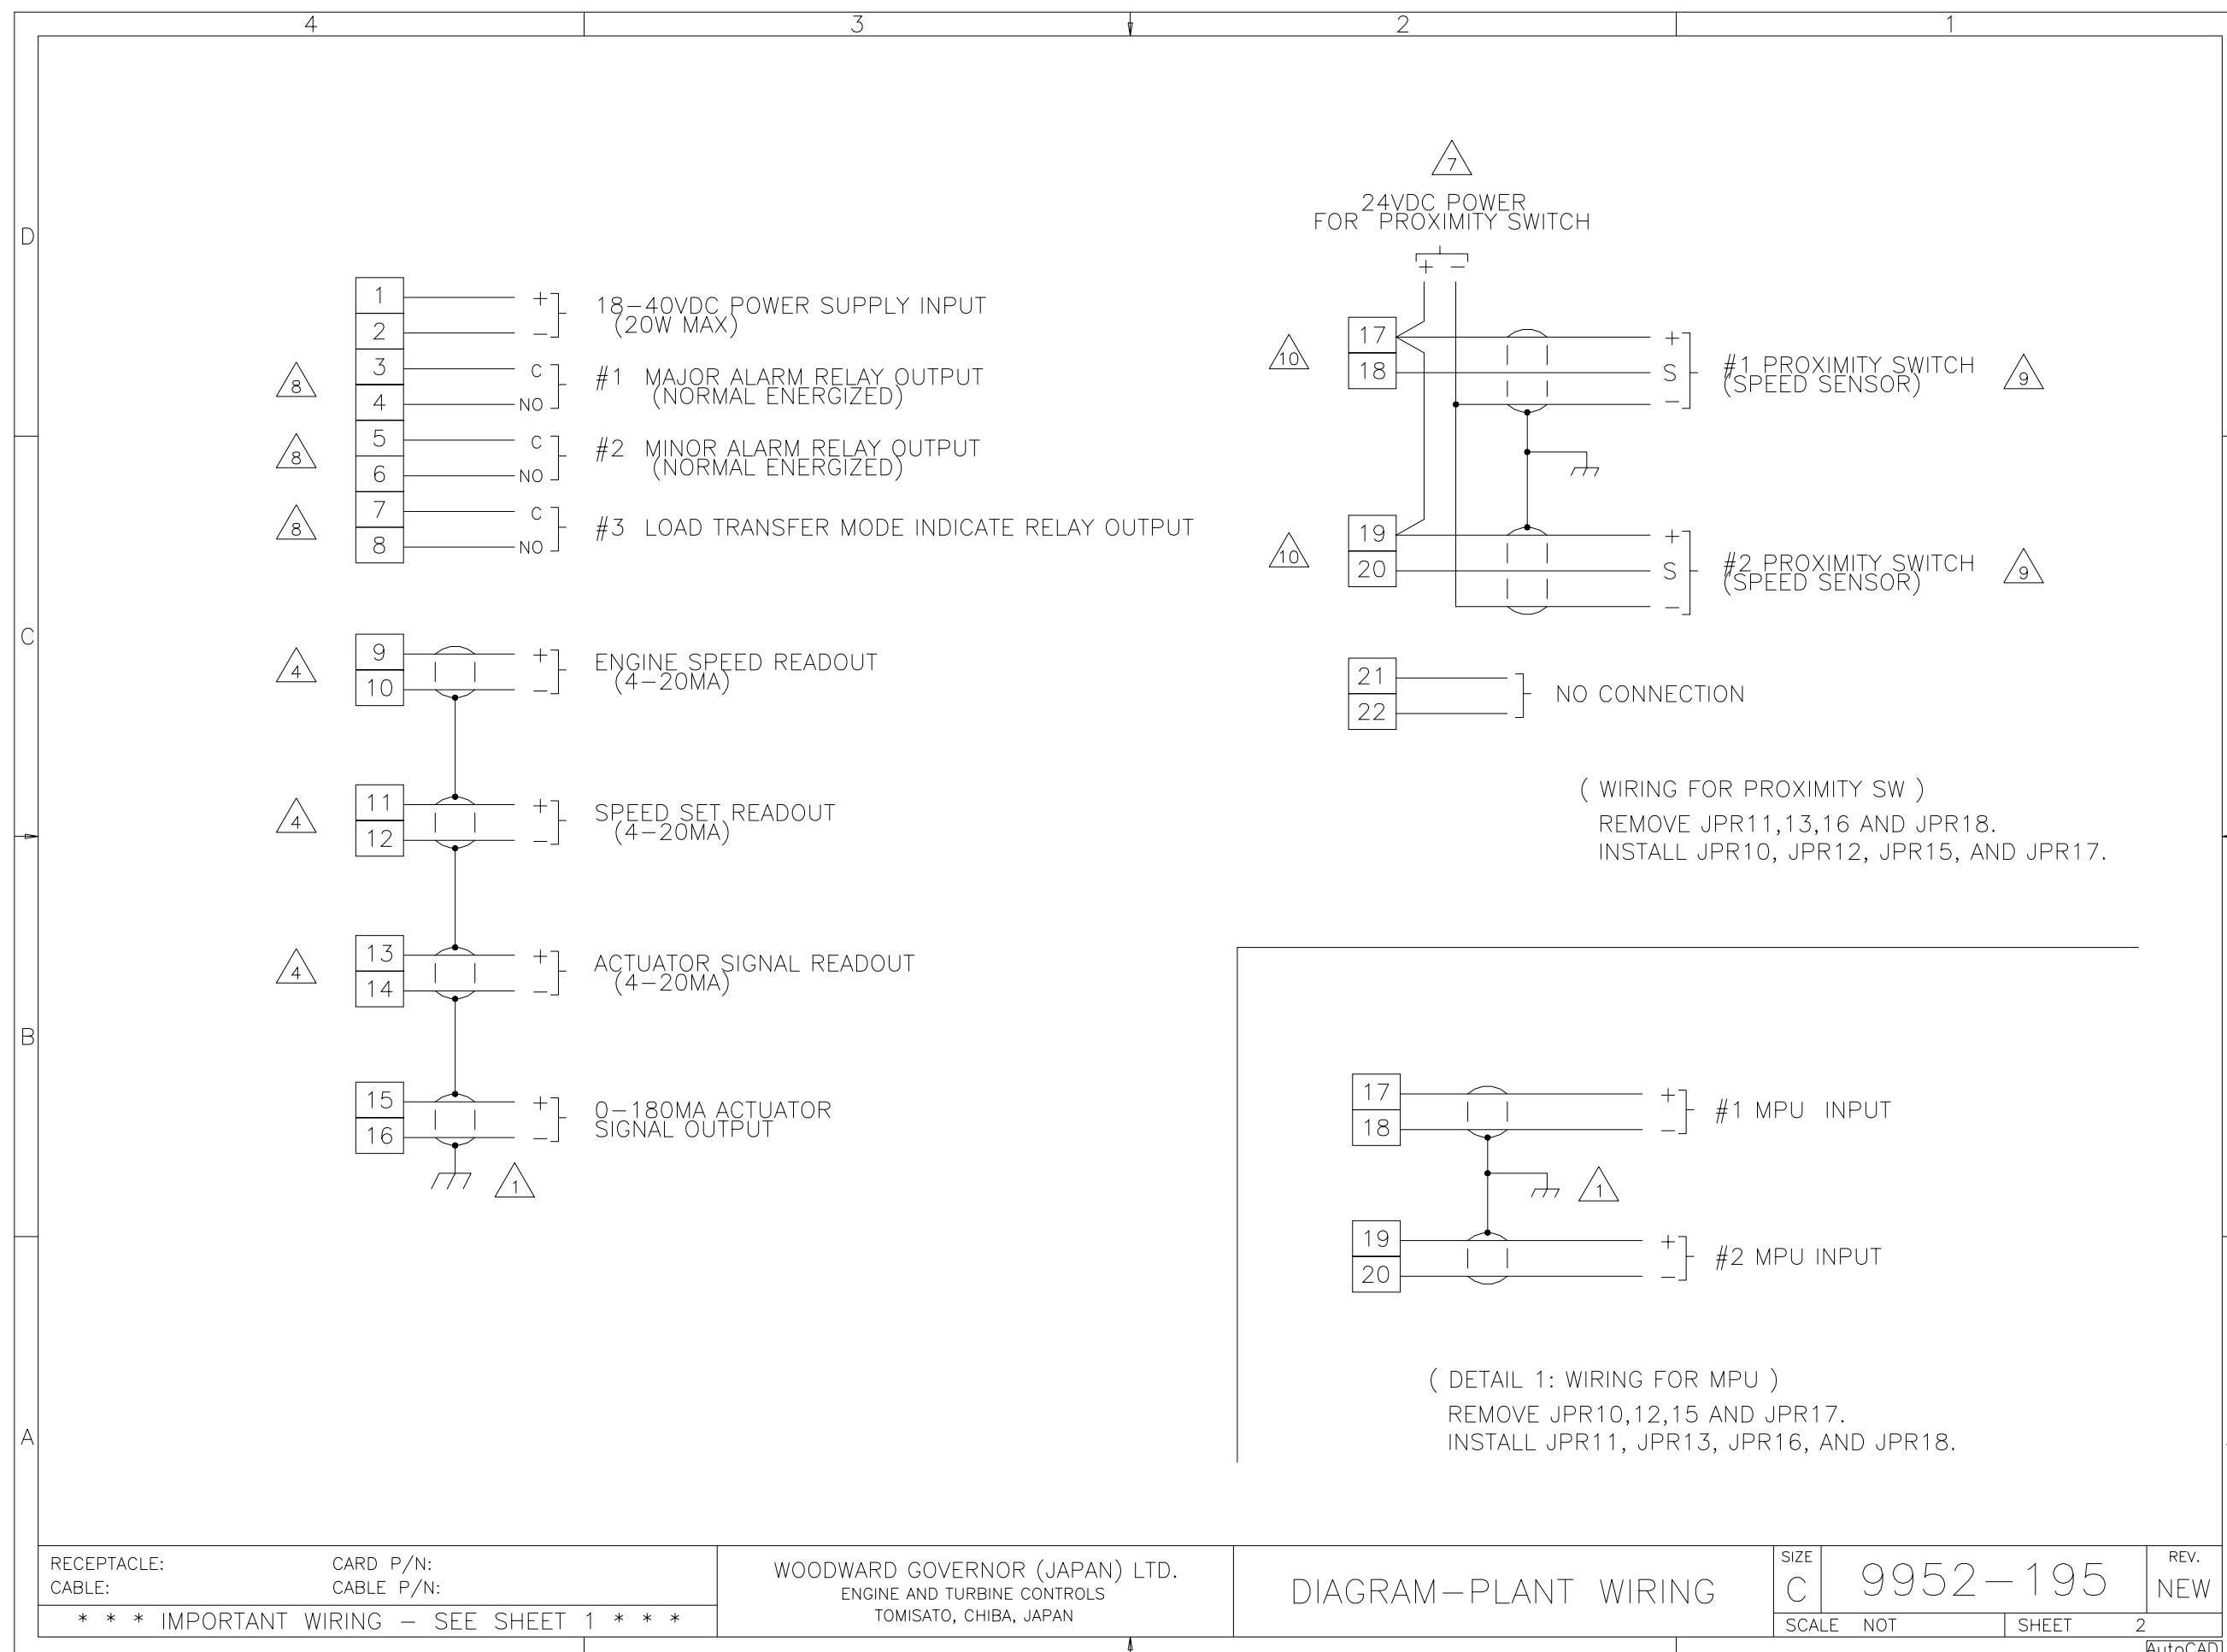 4 3 2 1
D
C
B
A
1 + 18-40VDC POWER SUPPLY INPUT
2 - (20W MAX)
8 3 C #1 MAJOR ALARM RELAY OUTPUT
4 NO (NORMAL ENERGIZED)
8 5 C #2 MINOR ALARM RELAY OUTPUT
6 NO (NORMAL ENERGIZED)
8 7 C #3 LOAD TRANSFER MODE INDICATE RELAY OUTPUT
8 NO
4 9 + ENGINE SPEED READOUT
10 - (4-20MA)
4 11 + SPEED SET READOUT
12 - (4-20MA)
4 13 + ACTUATOR SIGNAL READOUT
14 - (4-20MA)
15 + 0-180MA ACTUATOR
16 - SIGNAL OUTPUT
1
7
24VDC POWER
FOR PROXIMITY SWITCH
+ -
10 17 + #1 PROXIMITY SWITCH 9
18 S (SPEED SENSOR)
-
10 19 + #2 PROXIMITY SWITCH 9
20 S (SPEED SENSOR)
-
21
22 NO CONNECTION
( WIRING FOR PROXIMITY SW )
REMOVE JPR11,13,16 AND JPR18.
INSTALL JPR10, JPR12, JPR15, AND JPR17.
17 + #1 MPU INPUT
18 -
1
19 + #2 MPU INPUT
20 -
( DETAIL 1: WIRING FOR MPU )
REMOVE JPR10,12,15 AND JPR17.
INSTALL JPR11, JPR13, JPR16, AND JPR18.
RECEPTACLE: CARD P/N:
CABLE: CABLE P/N:
* * * IMPORTANT WIRING - SEE SHEET 1 * * *
WOODWARD GOVERNOR (JAPAN) LTD.
ENGINE AND TURBINE CONTROLS
TOMISATO, CHIBA, JAPAN
DIAGRAM-PLANT WIRING
SIZE
C
9952-195
REV.
NEW
SCALE NOT
SHEET 2
AutoCAD